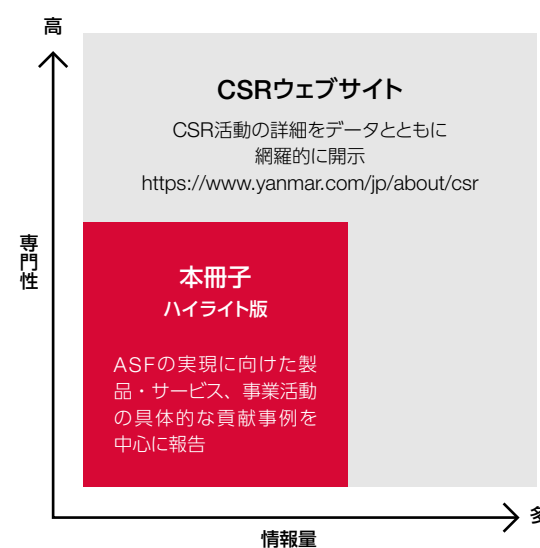 高
CSRウェブサイト
CSR活動の詳細をデータとともに
網羅的に開示
https://www.yanmar.com/jp/about/csr
専門性
本冊子
ハイライト版
ASFの実現に向けた製
品・サービス、事業活動
の具体的な貢献事例を
中心に報告
多
情報量